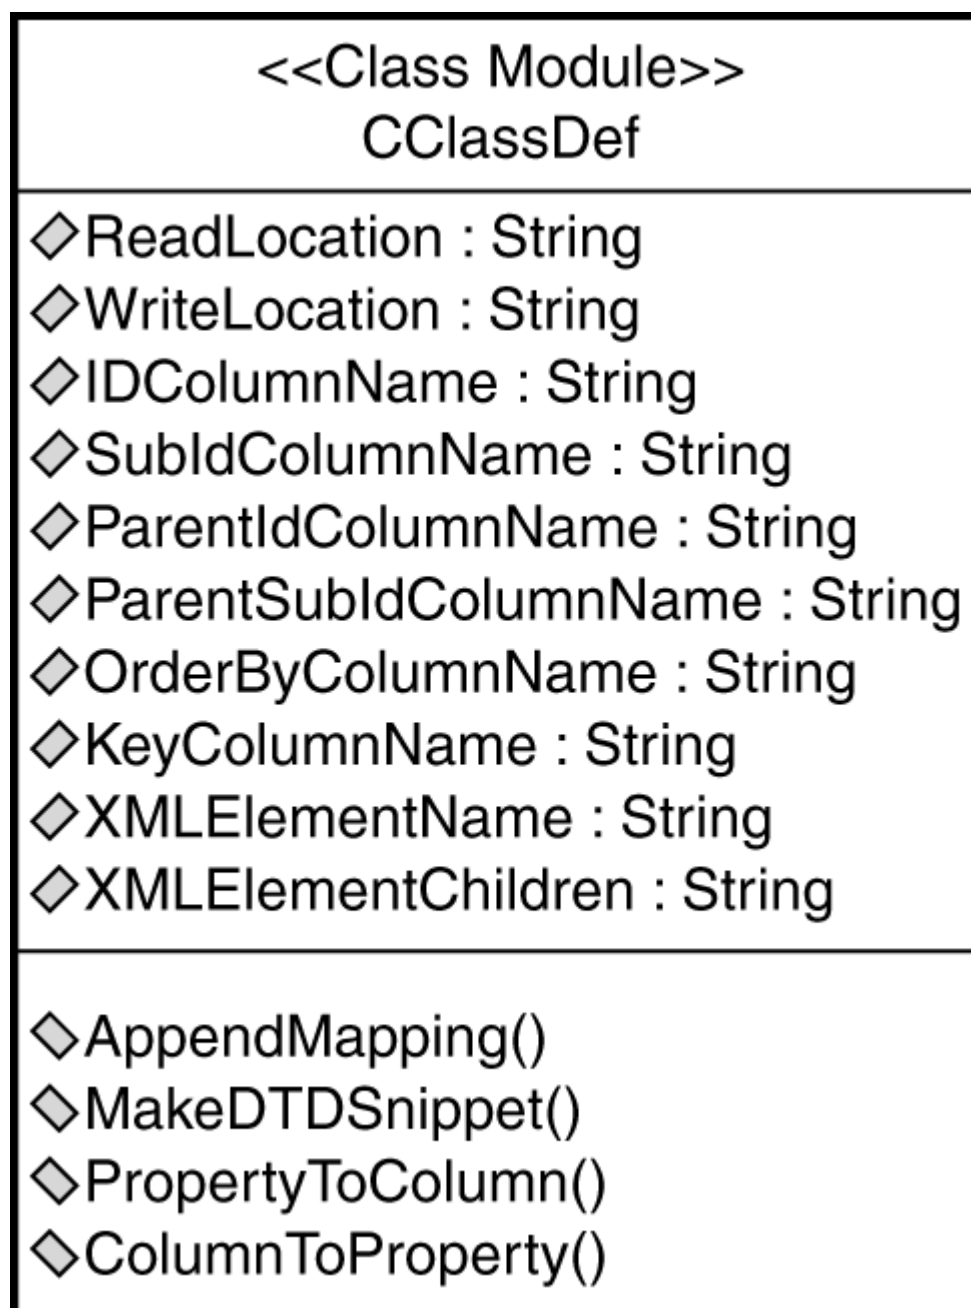 <<Class Module>>
CClassDef
ReadLocation : String
WriteLocation : String
IDColumnName : String
SubIdColumnName : String
ParentIdColumnName : String
ParentSubIdColumnName : String
OrderByColumnName : String
KeyColumnName : String
XMLElementName : String
XMLElementChildren : String
AppendMapping()
MakeDTDSnippet()
PropertyToColumn()
ColumnToProperty()